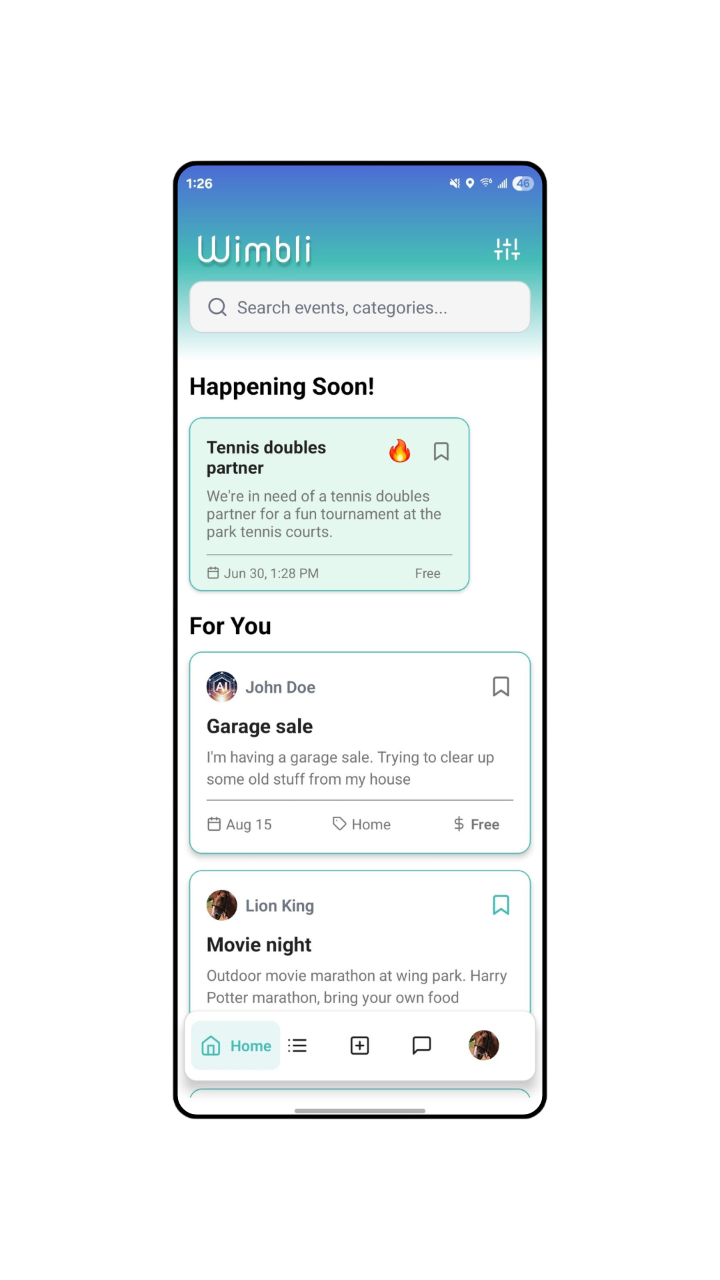 1:26
46
Wimbli
Search events, categories...
Happening Soon!
Tennis doubles
partner
We're in need of a tennis doubles
partner for a fun tournament at the
park tennis courts.
Jun 30, 1:28 PM Free
For You
AI John Doe
Garage sale
I'm having a garage sale. Trying to clear up
some old stuff from my house
Aug 15 Home $ Free
Lion King
Movie night
Outdoor movie marathon at wing park. Harry
Potter marathon, bring your own food
Home